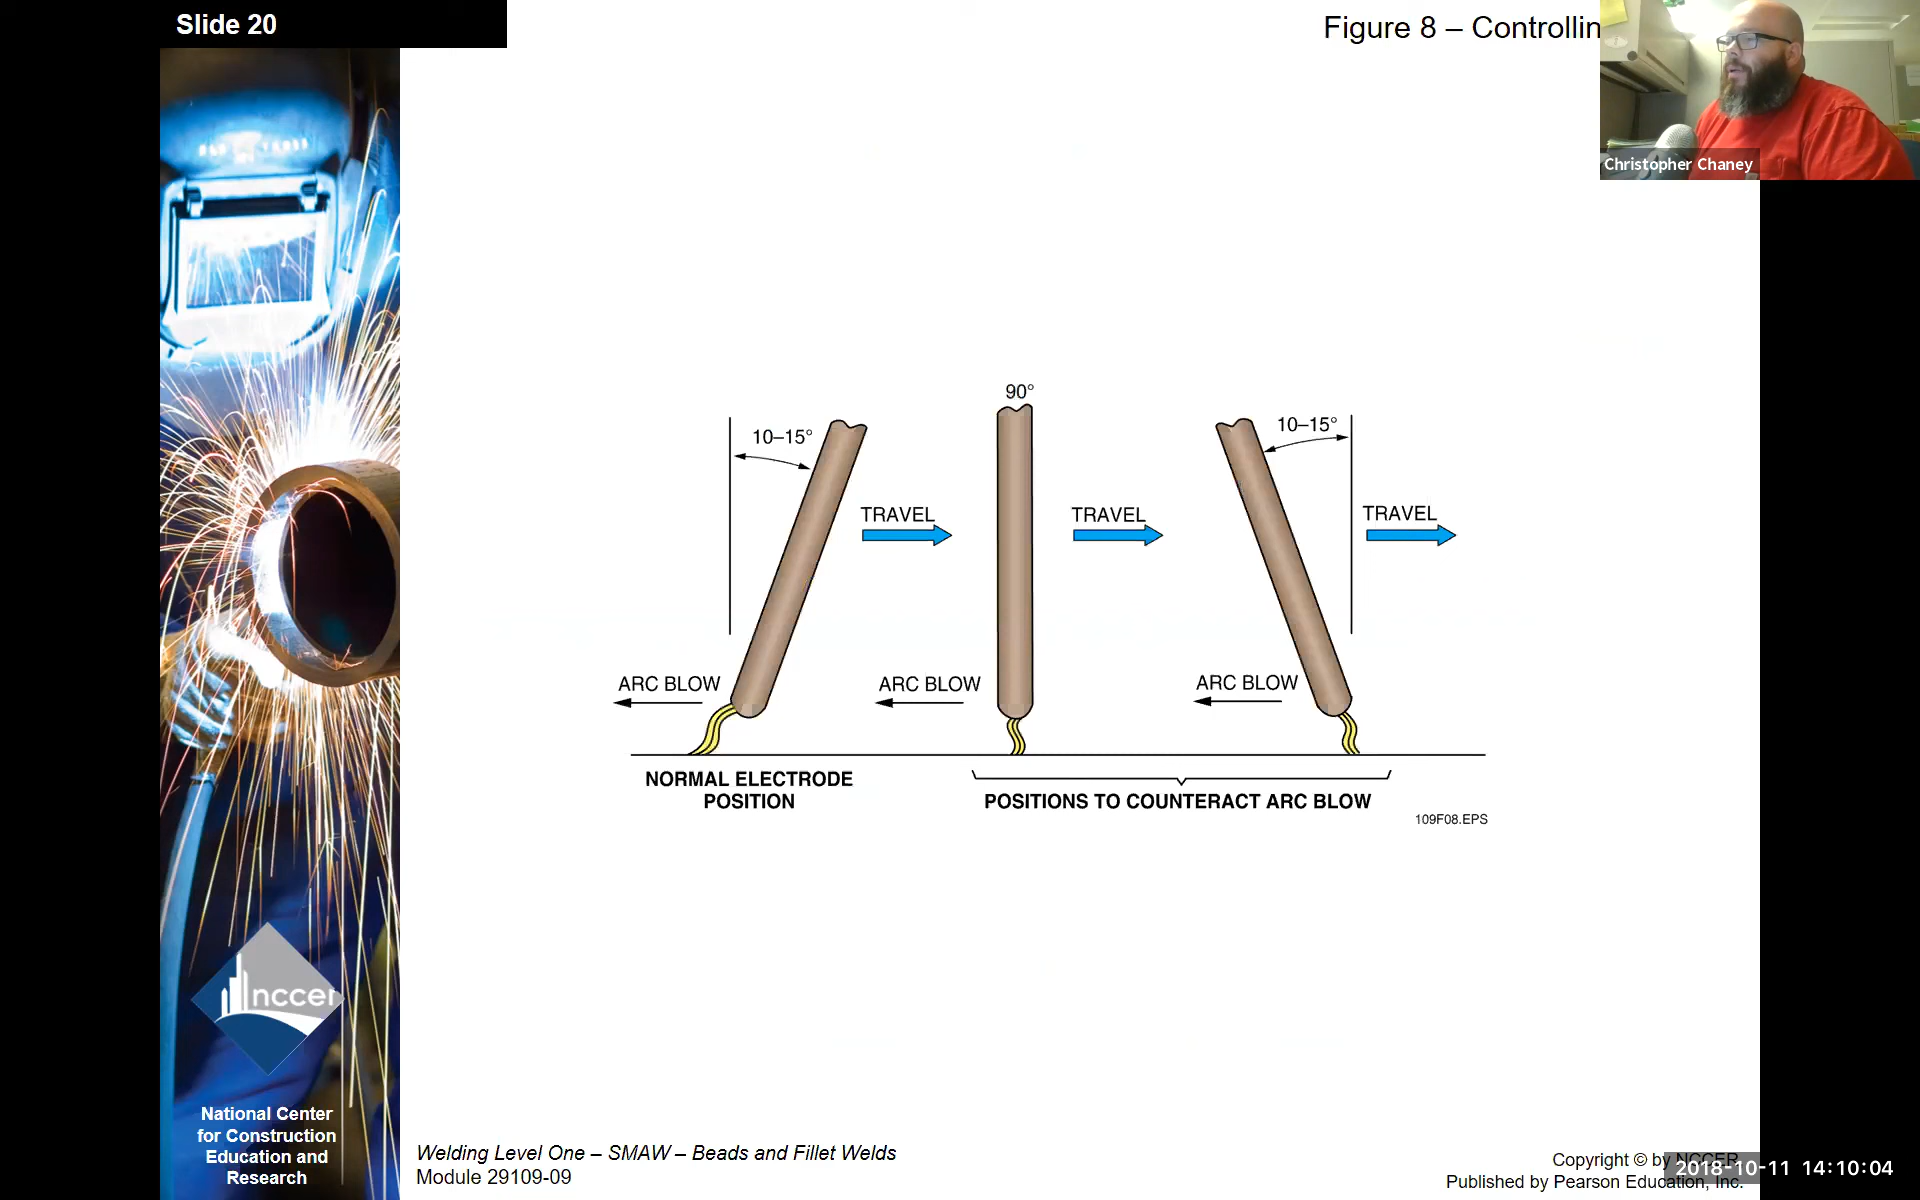 Slide 20
Figure 8 – Controllin
Christopher Chaney
90°
10–15°
10–15°
TRAVEL
TRAVEL
TRAVEL
ARC BLOW
ARC BLOW
ARC BLOW
NORMAL ELECTRODE
POSITION
POSITIONS TO COUNTERACT ARC BLOW
109F08.EPS
nccer
National Center
for Construction
Education and
Research
Welding Level One – SMAW – Beads and Fillet Welds
Module 29109-09
Copyright © by NCCER
Published by Pearson Education, Inc.
2018-10-11 14:10:04